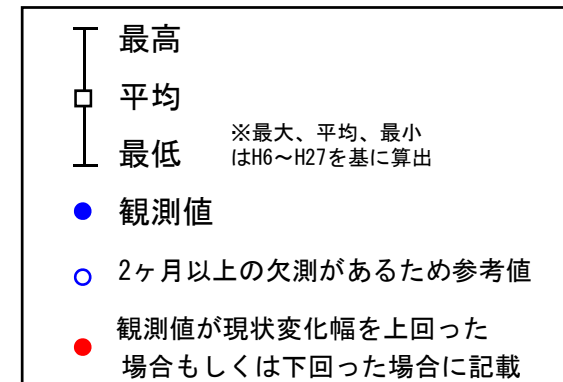 最高
平均
最低
※最大、平均、最小
はH6～H27を基に算出
観測値
2ヶ月以上の欠測があるため参考値
観測値が現状変化幅を上回った
場合もしくは下回った場合に記載